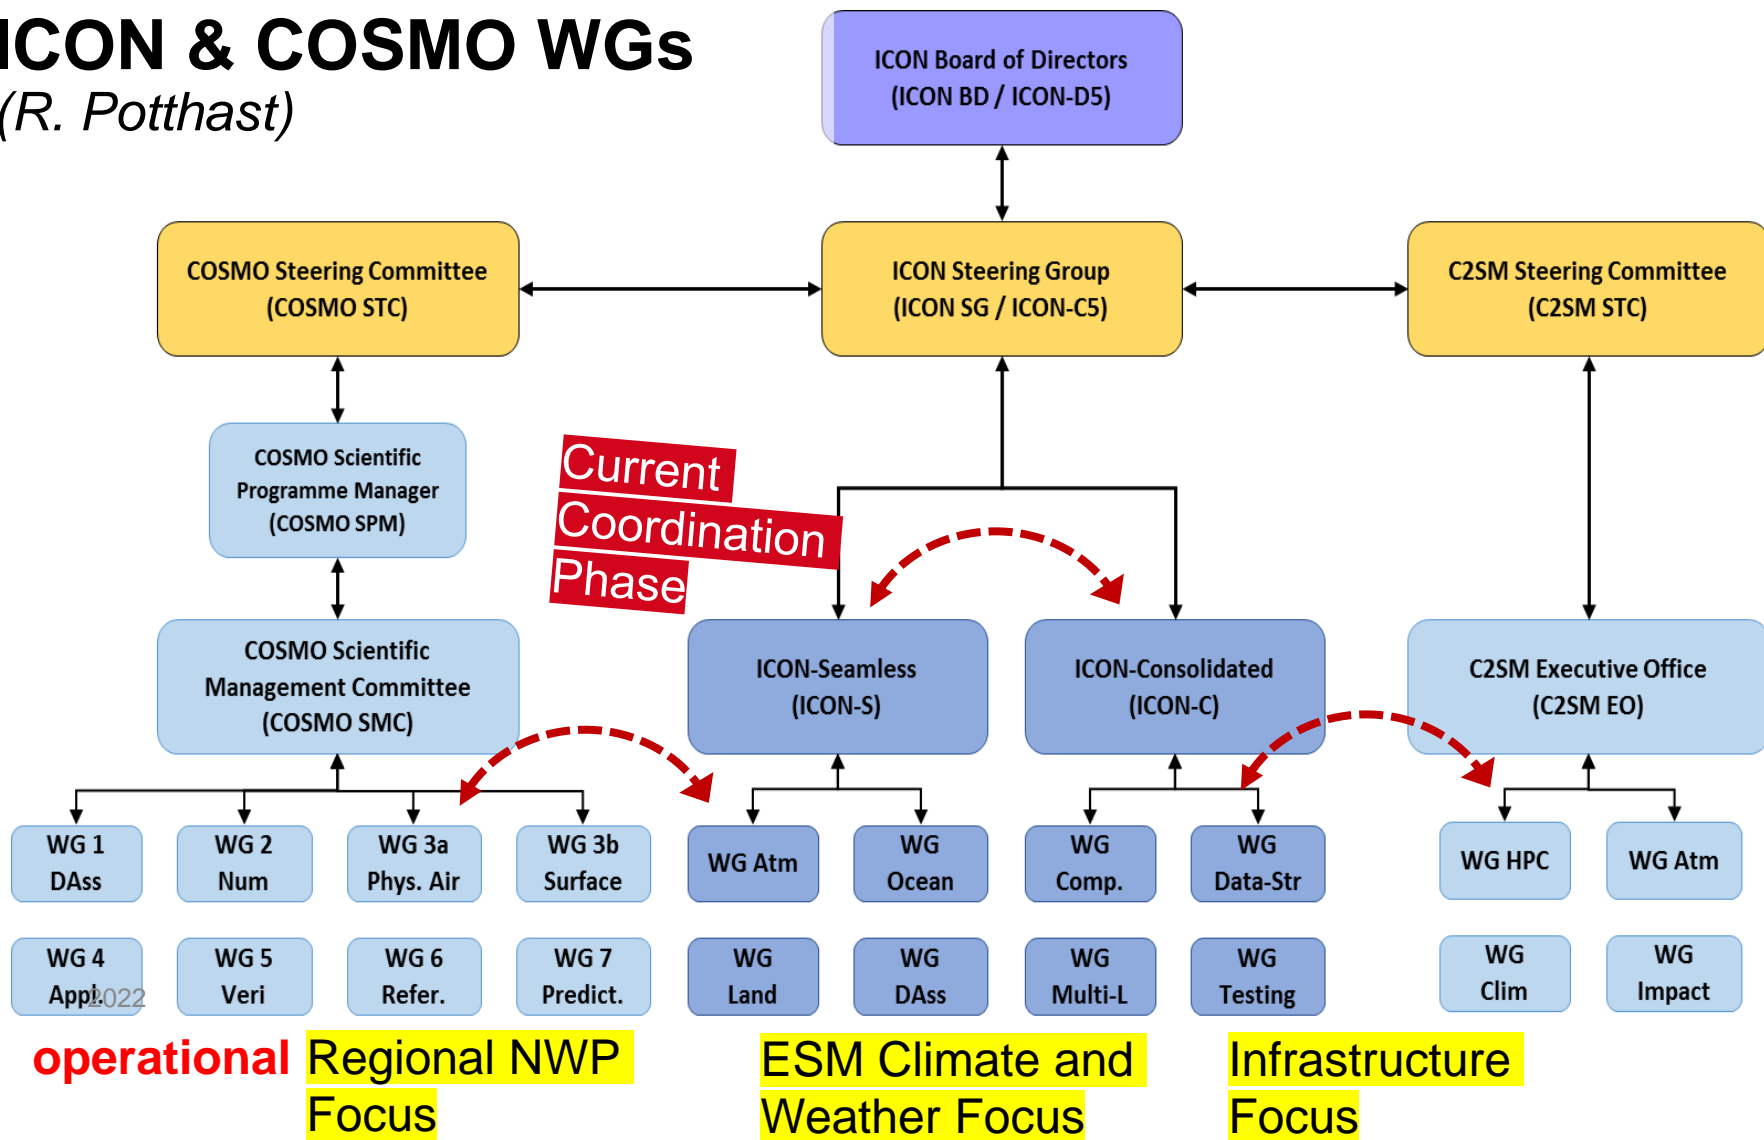 ICON & COSMO WGs
(R. Potthast)
ICON Board of Directors
(ICON BD / ICON-D5)
COSMO Steering Committee
(COSMO STC)
ICON Steering Group
(ICON SG / ICON-C5)
C2SM Steering Committee
(C2SM STC)
COSMO Scientific
Programme Manager
(COSMO SPM)
Current
Coordination
Phase
COSMO Scientific
Management Committee
(COSMO SMC)
ICON-Seamless
(ICON-S)
ICON-Consolidated
(ICON-C)
C2SM Executive Office
(C2SM EO)
WG 1
DAss
WG 2
Num
WG 3a
Phys. Air
WG 3b
Surface
WG Atm
WG
Ocean
WG
Comp.
WG
Data-Str
WG HPC
WG Atm
WG 4
Appl.
2022
WG 5
Veri
WG 6
Refer.
WG 7
Predict.
WG
Land
WG
DAss
WG
Multi-L
WG
Testing
WG
Clim
WG
Impact
operational Regional NWP
Focus
ESM Climate and
Weather Focus
Infrastructure
Focus